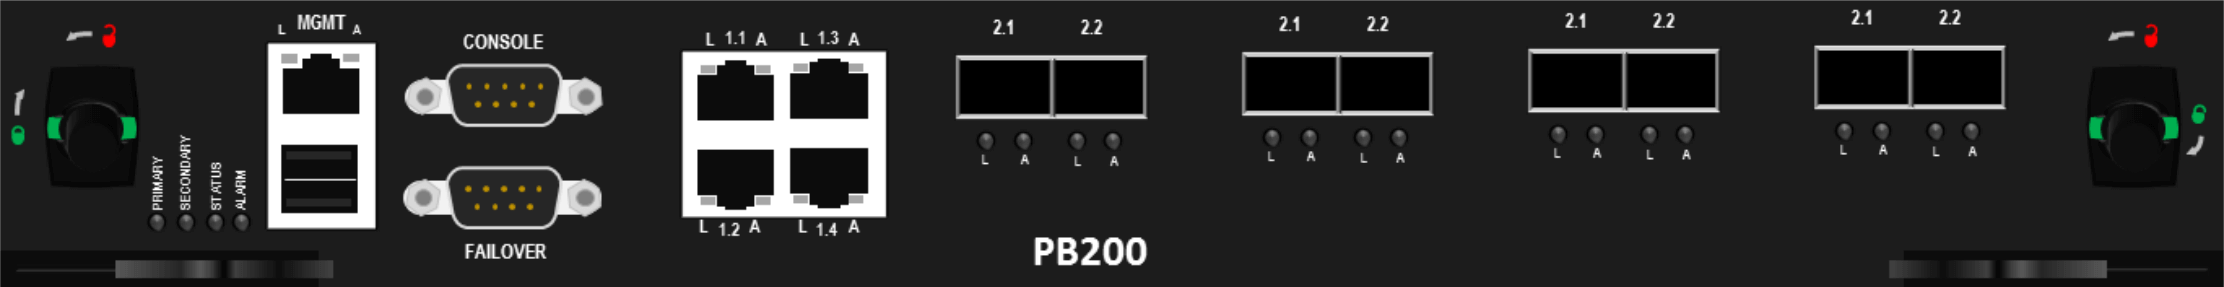 L MGMT A
PRIMARY
SECONDARY
STATUS
ALARM
CONSOLE
FAILOVER
L 1.1 A
L 1.3 A
L 1.2 A
L 1.4 A
2.1 2.2
L A L A
2.1 2.2
L A L A
2.1 2.2
L A L A
2.1 2.2
L A L A
PB200